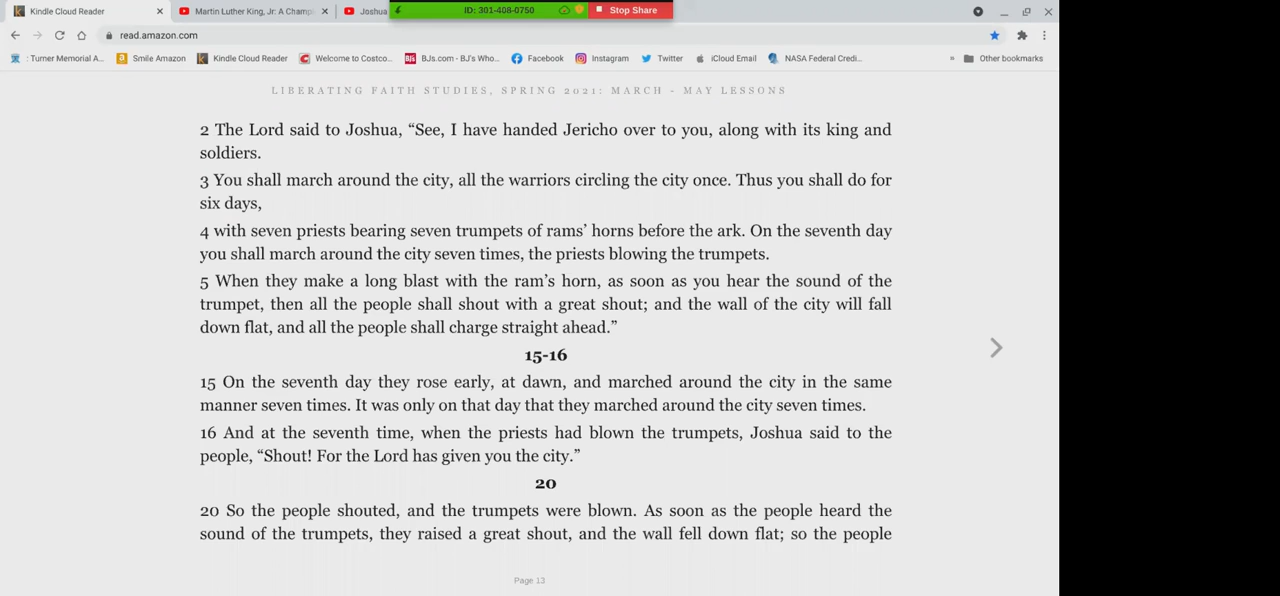 Kindle Cloud Reader
Martin Luther King, Jr: A Champi
Joshua
ID: 301-408-0750
Stop Share
read.amazon.com
: Turner Memorial A...
Smile Amazon
Kindle Cloud Reader
Welcome to Costco...
BJs.com - BJ's Who...
Facebook
Instagram
Twitter
iCloud Email
NASA Federal Credi...
»
Other bookmarks
LIBERATING FAITH STUDIES, SPRING 2021: MARCH - MAY LESSONS
2 The Lord said to Joshua, “See, I have handed Jericho over to you, along with its king and
soldiers.
3 You shall march around the city, all the warriors circling the city once. Thus you shall do for
six days,
4 with seven priests bearing seven trumpets of rams’ horns before the ark. On the seventh day
you shall march around the city seven times, the priests blowing the trumpets.
5 When they make a long blast with the ram’s horn, as soon as you hear the sound of the
trumpet, then all the people shall shout with a great shout; and the wall of the city will fall
down flat, and all the people shall charge straight ahead.”
15-16
15 On the seventh day they rose early, at dawn, and marched around the city in the same
manner seven times. It was only on that day that they marched around the city seven times.
16 And at the seventh time, when the priests had blown the trumpets, Joshua said to the
people, “Shout! For the Lord has given you the city.”
20
20 So the people shouted, and the trumpets were blown. As soon as the people heard the
sound of the trumpets, they raised a great shout, and the wall fell down flat; so the people
Page 13